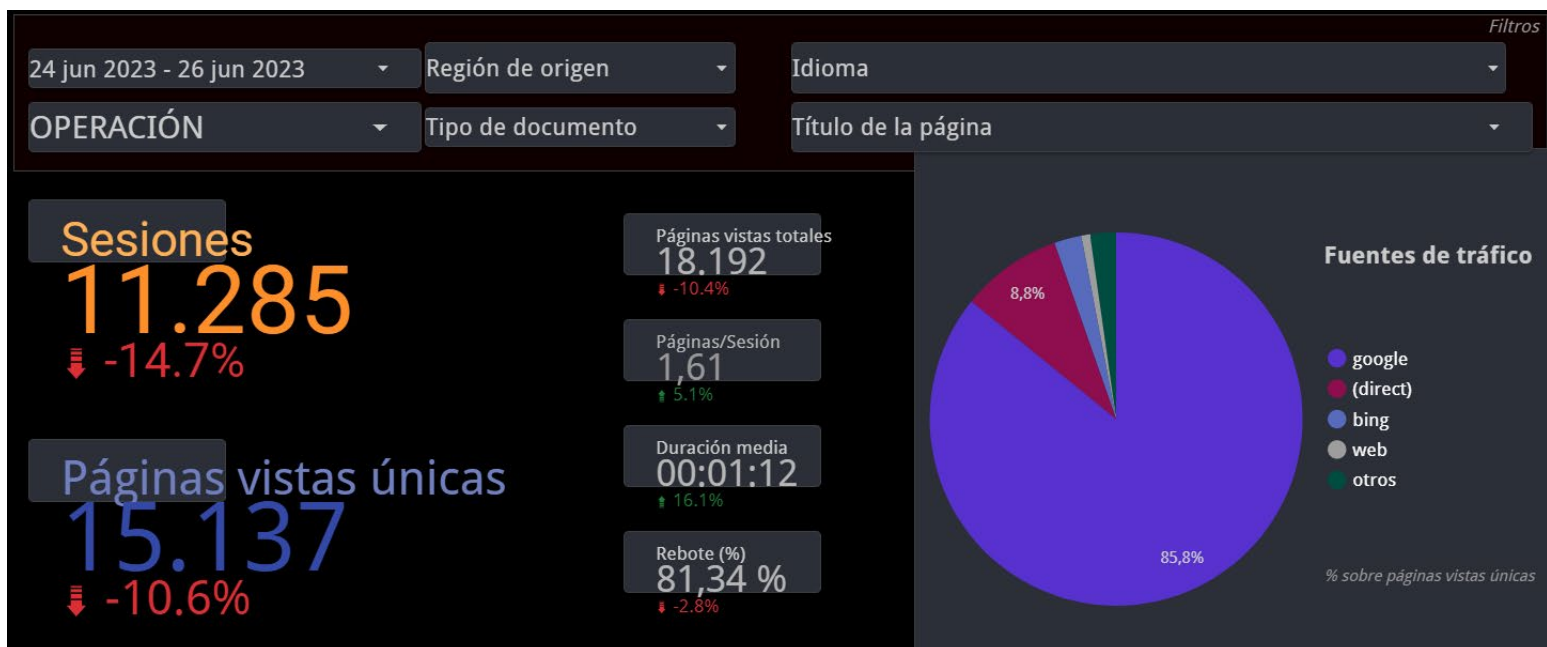 Filtros
24 jun 2023 - 26 jun 2023
Región de origen
Idioma
OPERACIÓN
Tipo de documento
Título de la página
Sesiones
11.285
-14.7%
Páginas vistas únicas
15.137
-10.6%
Páginas vistas totales
18.192
-10.4%
Páginas/Sesión
1,61
5.1%
Duración media
00:01:12
16.1%
Rebote (%)
81,34 %
-2.8%
8,8%
85,8%
Fuentes de tráfico
google
(direct)
bing
web
otros
% sobre páginas vistas únicas